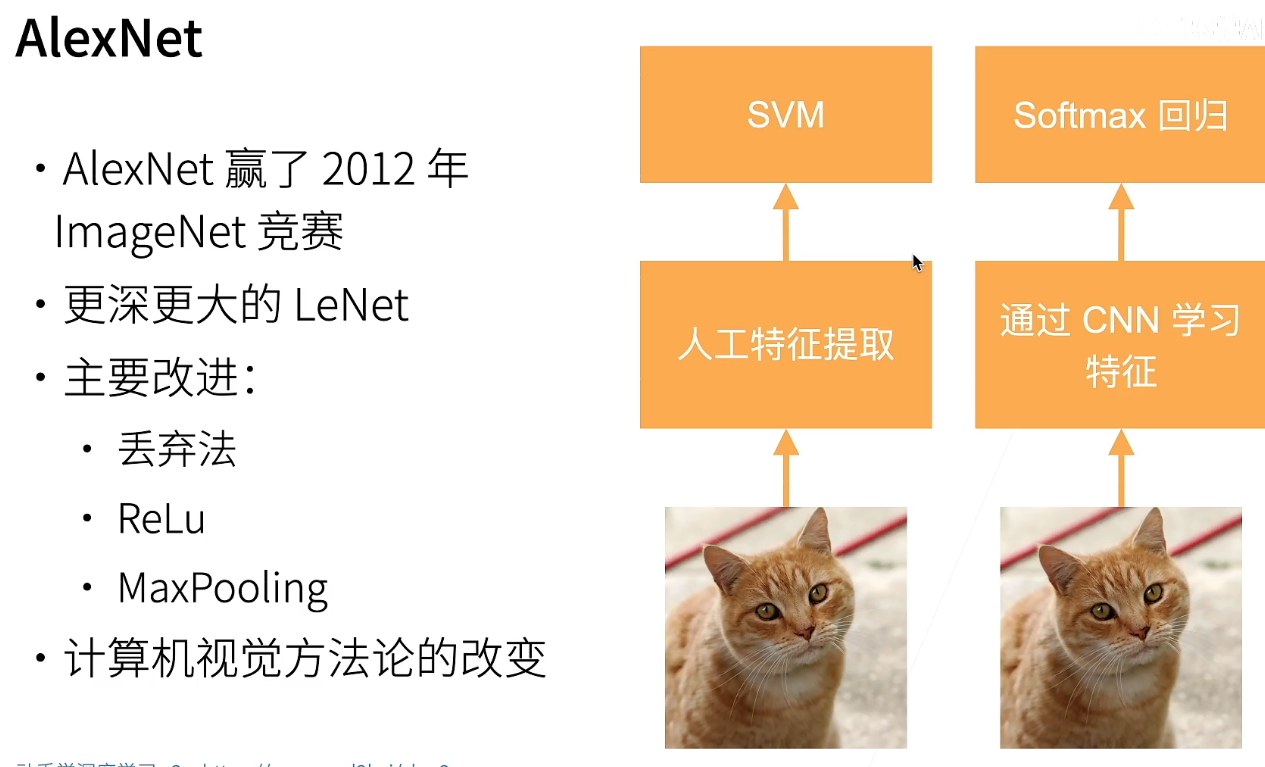 AlexNet
• AlexNet 赢了 2012 年
ImageNet 竞赛
• 更深更大的 LeNet
• 主要改进：
• 丢弃法
• ReLu
• MaxPooling
• 计算机视觉方法论的改变
SVM
人工特征提取
Softmax 回归
通过 CNN 学习
特征